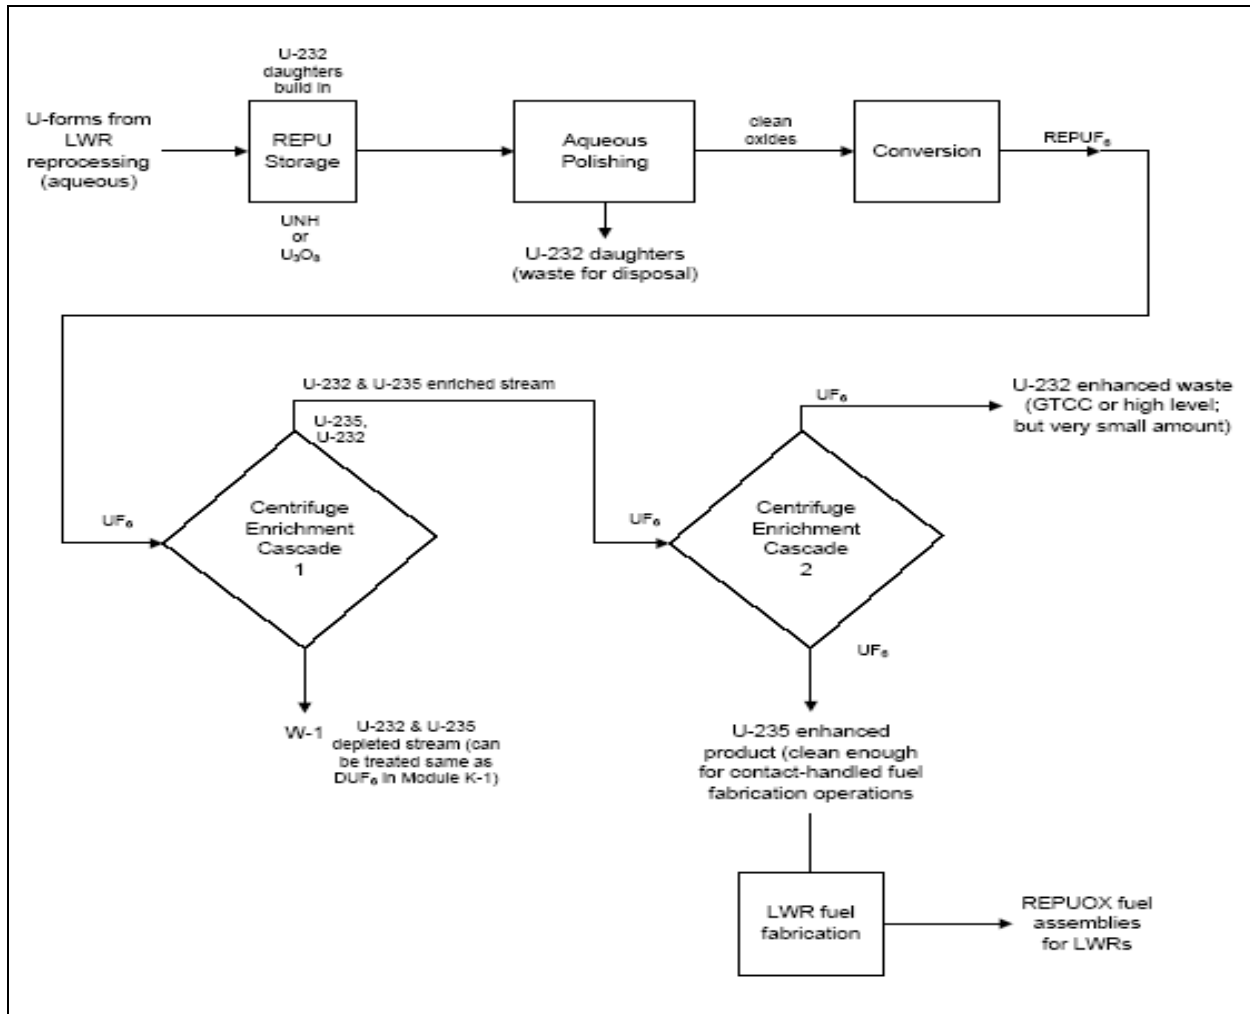 U-232
daughters
build in
U-forms from
LWR
reprocessing
(aqueous)
REPU
Storage
UNH
or
U₃O₈
Aqueous
Polishing
U-232 daughters
(waste for disposal)
clean
oxides
Conversion
REPUF₆
U-232 & U-235 enriched stream
U-235,
U-232
UF₆
Centrifuge
Enrichment
Cascade
1
W-1
U-232 & U-235
depleted stream (can
be treated same as
DUF₆ in Module K-1)
UF₆
Centrifuge
Enrichment
Cascade
2
UF₆
U-232 enhanced waste
(GTCC or high level;
but very small amount)
UF₆
U-235 enhanced
product (clean enough
for contact-handled fuel
fabrication operations
LWR fuel
fabrication
REPUOX fuel
assemblies
for LWRs